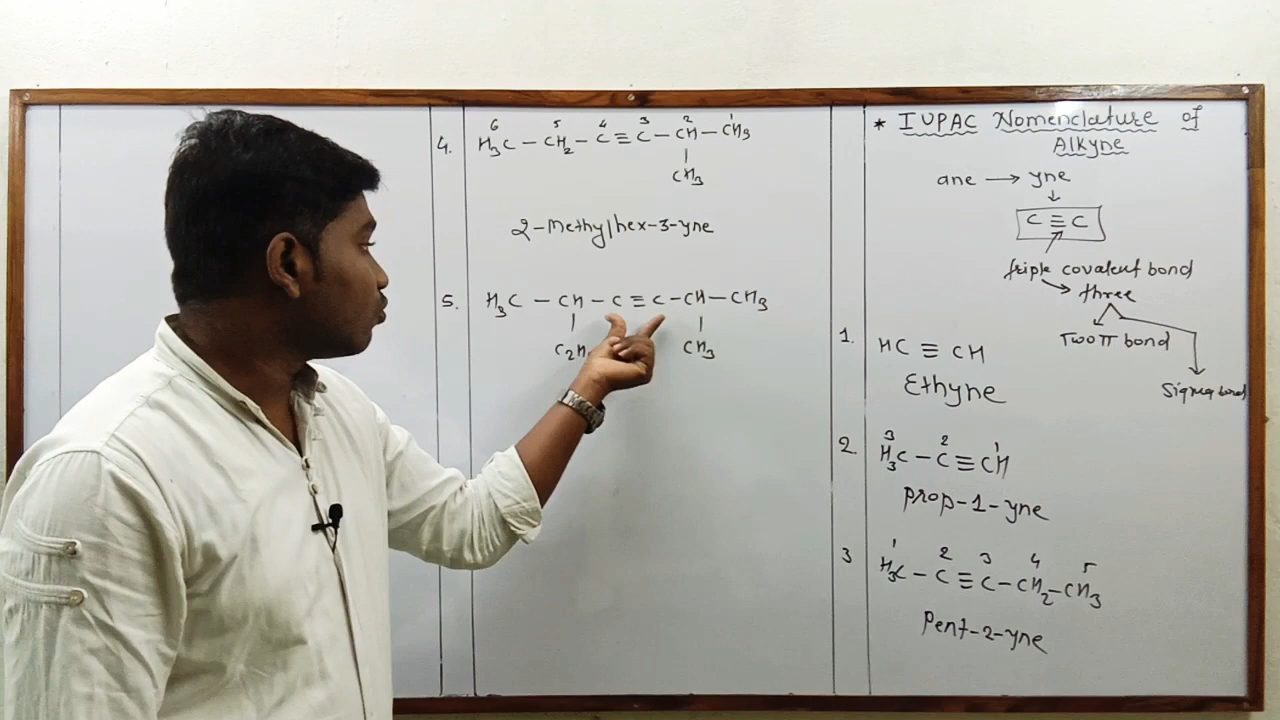 4.
6 5 4 3 2 1
H₃C — CH₂ — C ≡ C — CH — CH₃
|
CH₃
2-Methylhex-3-yne
5.
H₃C — CH — C ≡ C — CH — CH₃
| |
C₂H CH₃
* IUPAC Nomenclature of
Alkyne
ane → yne
↓
C ≡ C
triple covalent bond
three
Two π bond
Sigma bond
1.
HC ≡ CH
Ethyne
2.
3 2 1
H₃C — C ≡ CH
Prop-1-yne
3
1 2 3 4 5
H₃C — C ≡ C — CH₂ — CH₃
Pent-2-yne